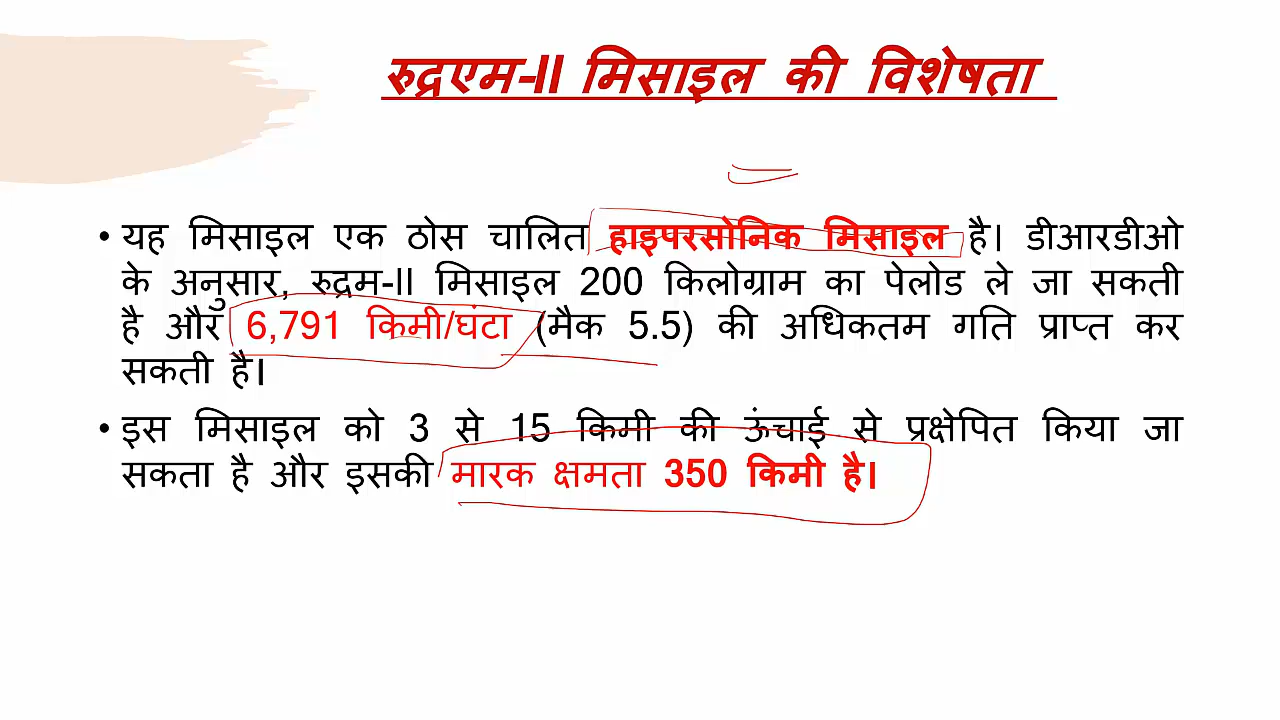 रुद्रएम-II मिसाइल की विशेषता
• यह मिसाइल एक ठोस चालित हाइपरसोनिक मिसाइल है। डीआरडीओ
के अनुसार, रुद्रम-II मिसाइल 200 किलोग्राम का पेलोड ले जा सकती
है और 6,791 किमी/घंटा (मैक 5.5) की अधिकतम गति प्राप्त कर
सकती है।
• इस मिसाइल को 3 से 15 किमी की ऊंचाई से प्रक्षेपित किया जा
सकता है और इसकी मारक क्षमता 350 किमी है।